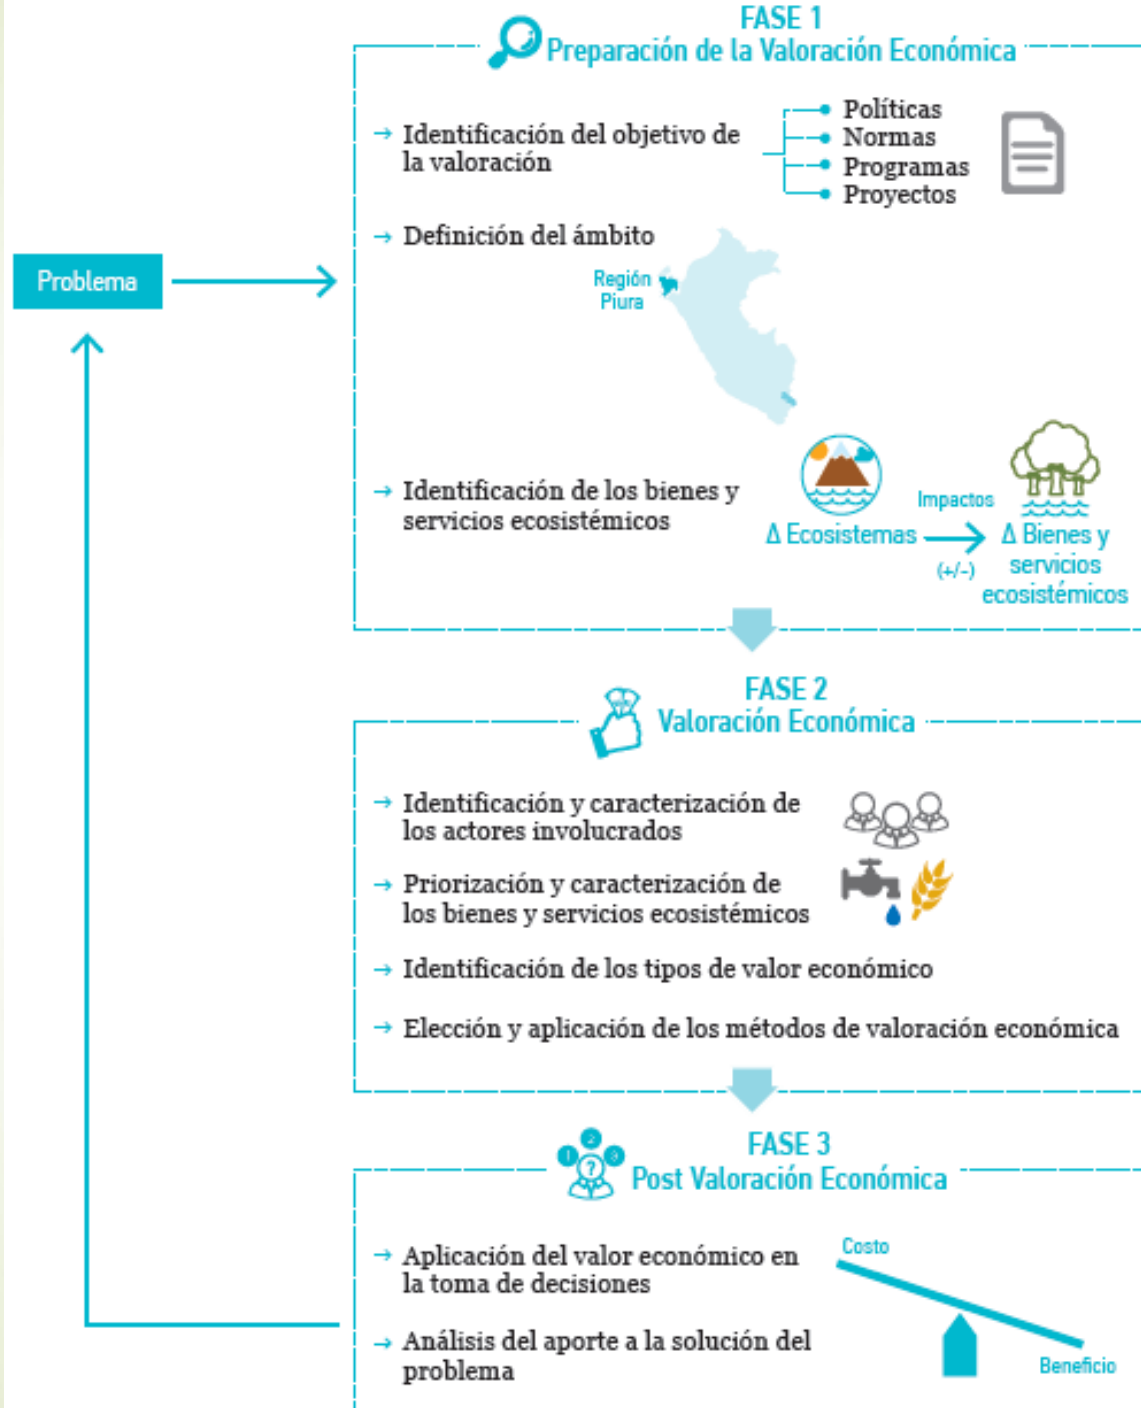 FASE 1
Preparación de la Valoración Económica
→ Identificación del objetivo de
la valoración
Políticas
Normas
Programas
Proyectos
→ Definición del ámbito
Problema
Región
Piura
→ Identificación de los bienes y
servicios ecosistémicos
Δ Ecosistemas
Impactos
(+/-)
Δ Bienes y
servicios
ecosistémicos
FASE 2
Valoración Económica
→ Identificación y caracterización de
los actores involucrados
→ Priorización y caracterización de
los bienes y servicios ecosistémicos
→ Identificación de los tipos de valor económico
→ Elección y aplicación de los métodos de valoración económica
1
2
3
?
FASE 3
Post Valoración Económica
→ Aplicación del valor económico en
la toma de decisiones
Costo
→ Análisis del aporte a la solución del
problema
Beneficio